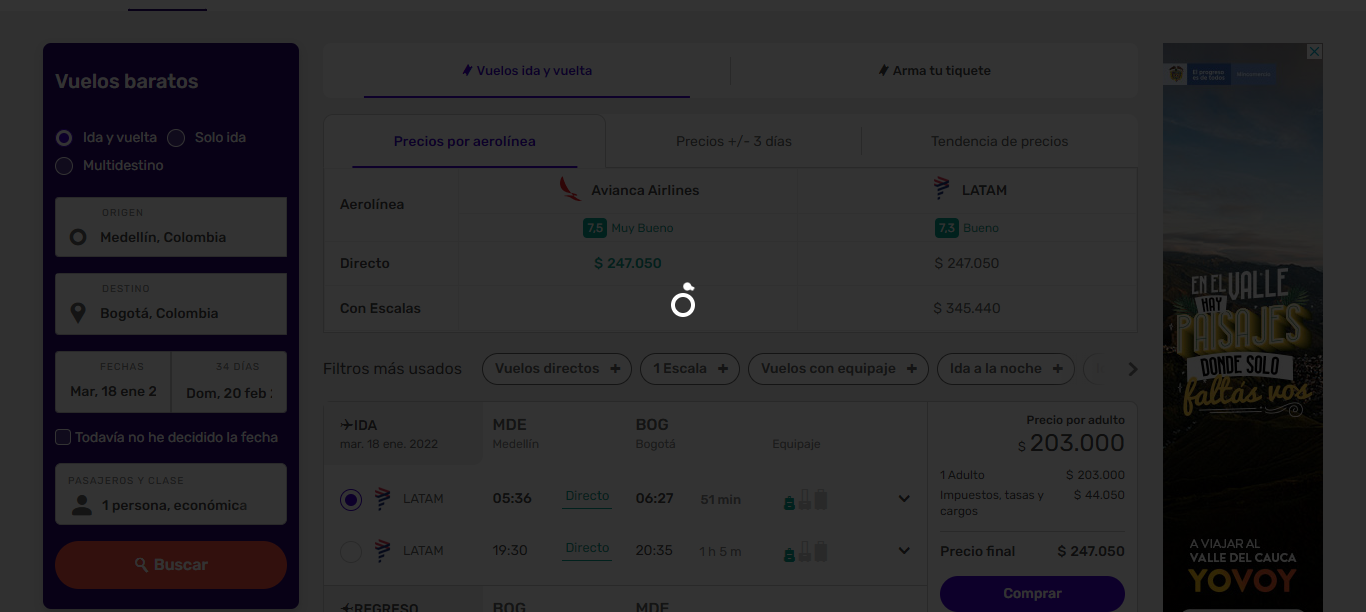 Vuelos baratos
Ida y vuelta
Solo ida
Multidestino
ORIGEN
Medellín, Colombia
DESTINO
Bogotá, Colombia
FECHAS
34 DÍAS
Mar, 18 ene 2
Dom, 20 feb
Todavía no he decidido la fecha
PASAJEROS Y CLASE
1 persona, económica
Buscar
Vuelos ida y vuelta
Arma tu tiquete
Precios por aerolínea
Precios +/- 3 días
Tendencia de precios
Aerolínea
Avianca Airlines
LATAM
7,5 Muy Bueno
7,3 Bueno
Directo
$ 247.050
$ 247.050
Con Escalas
$ 345.440
Filtros más usados
Vuelos directos +
1 Escala +
Vuelos con equipaje +
Ida a la noche +
IDA
MDE
BOG
mar. 18 ene. 2022
Medellín
Bogotá
Equipaje
LATAM
05:36
Directo
06:27
51 min
LATAM
19:30
Directo
20:35
1 h 5 m
REGRESO
BOG
MDE
Precio por adulto
$ 203.000
1 Adulto
$ 203.000
Impuestos, tasas y
cargos
$ 44.050
Precio final
$ 247.050
Comprar
El progreso
es de todos
EN EL VALLE
HAY
PAISAJES
DONDE SOLO
faltás vos
A VIAJAR AL
VALLE DEL CAUCA
YOVOY